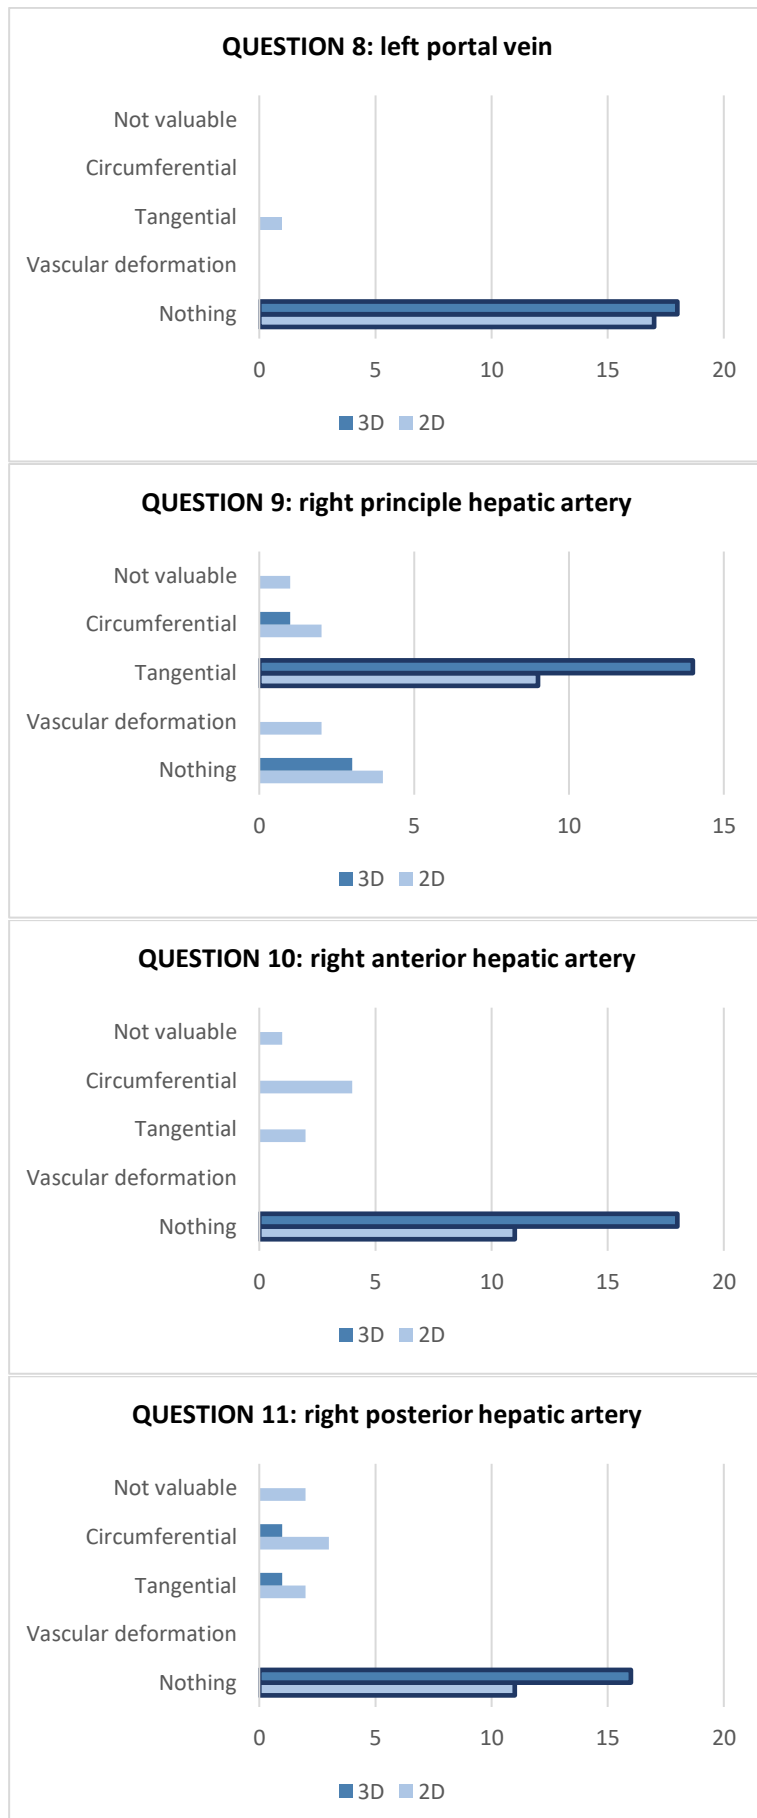 QUESTION 8: left portal vein
Not valuable
Circumferential
Tangential
Vascular deformation
Nothing
0 5 10 15 20
3D 2D
QUESTION 9: right principle hepatic artery
Not valuable
Circumferential
Tangential
Vascular deformation
Nothing
0 5 10 15
3D 2D
QUESTION 10: right anterior hepatic artery
Not valuable
Circumferential
Tangential
Vascular deformation
Nothing
0 5 10 15 20
3D 2D
QUESTION 11: right posterior hepatic artery
Not valuable
Circumferential
Tangential
Vascular deformation
Nothing
0 5 10 15 20
3D 2D